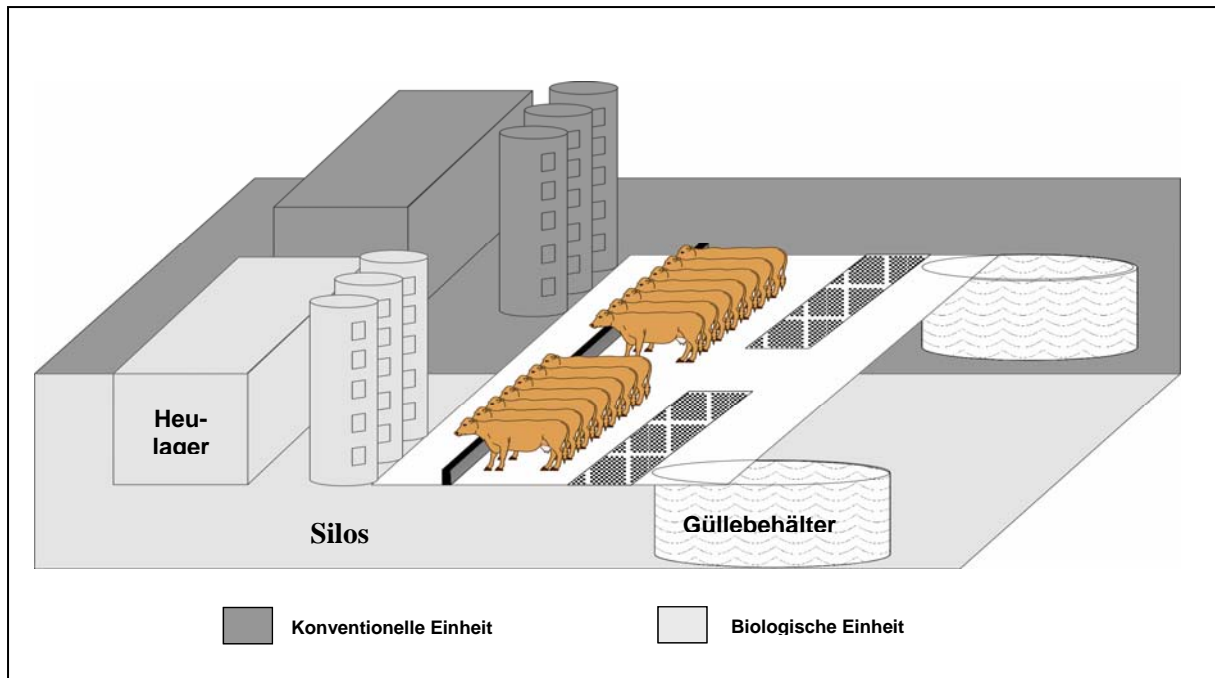 Heu-
lager
Silos
Güllebehälter
Konventionelle Einheit
Biologische Einheit